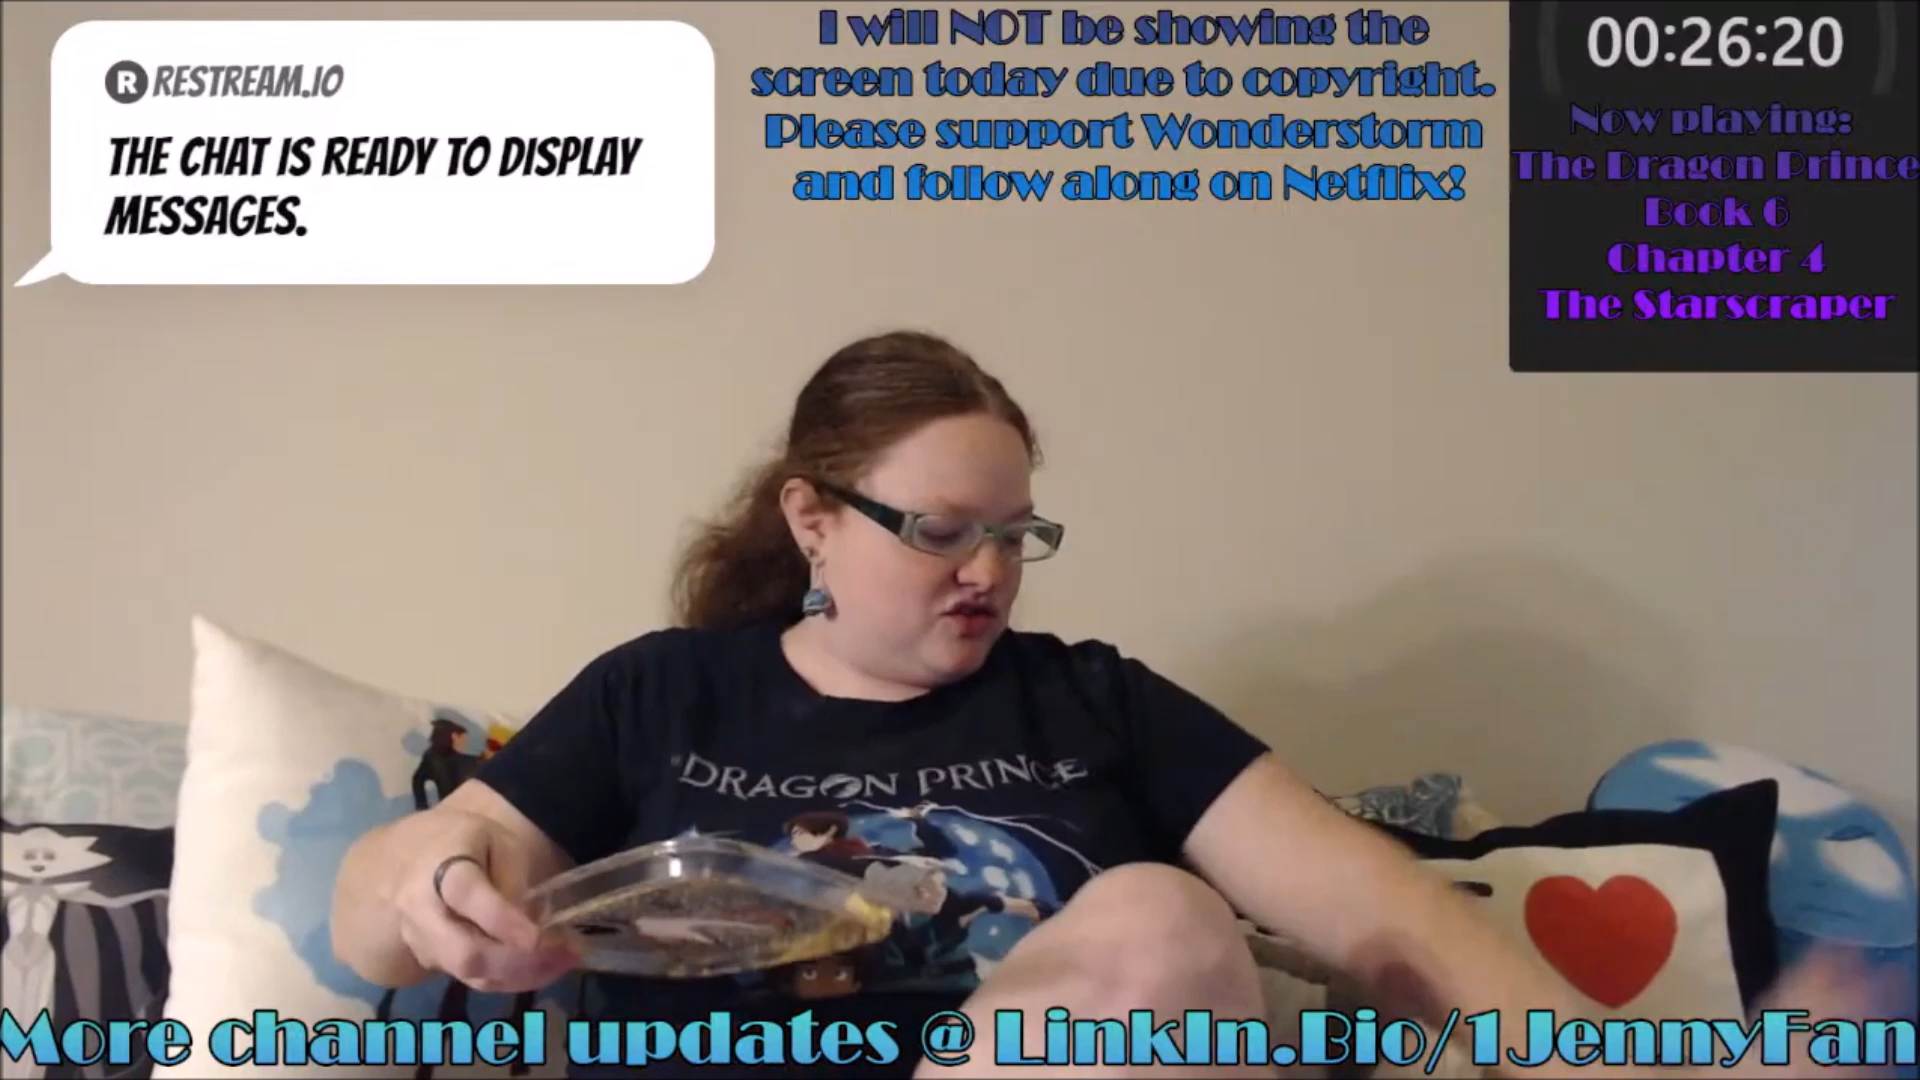 RESTREAM.IO
THE CHAT IS READY TO DISPLAY
MESSAGES.
I will NOT be showing the
screen today due to copyright.
Please support Wonderstorm
and follow along on Netflix!
00:26:20
Now playing:
The Dragon Prince
Book 6
Chapter 4
The Starscraper
DRAGON PRINCE
More channel updates @ LinkIn.Bio/1JennyFan